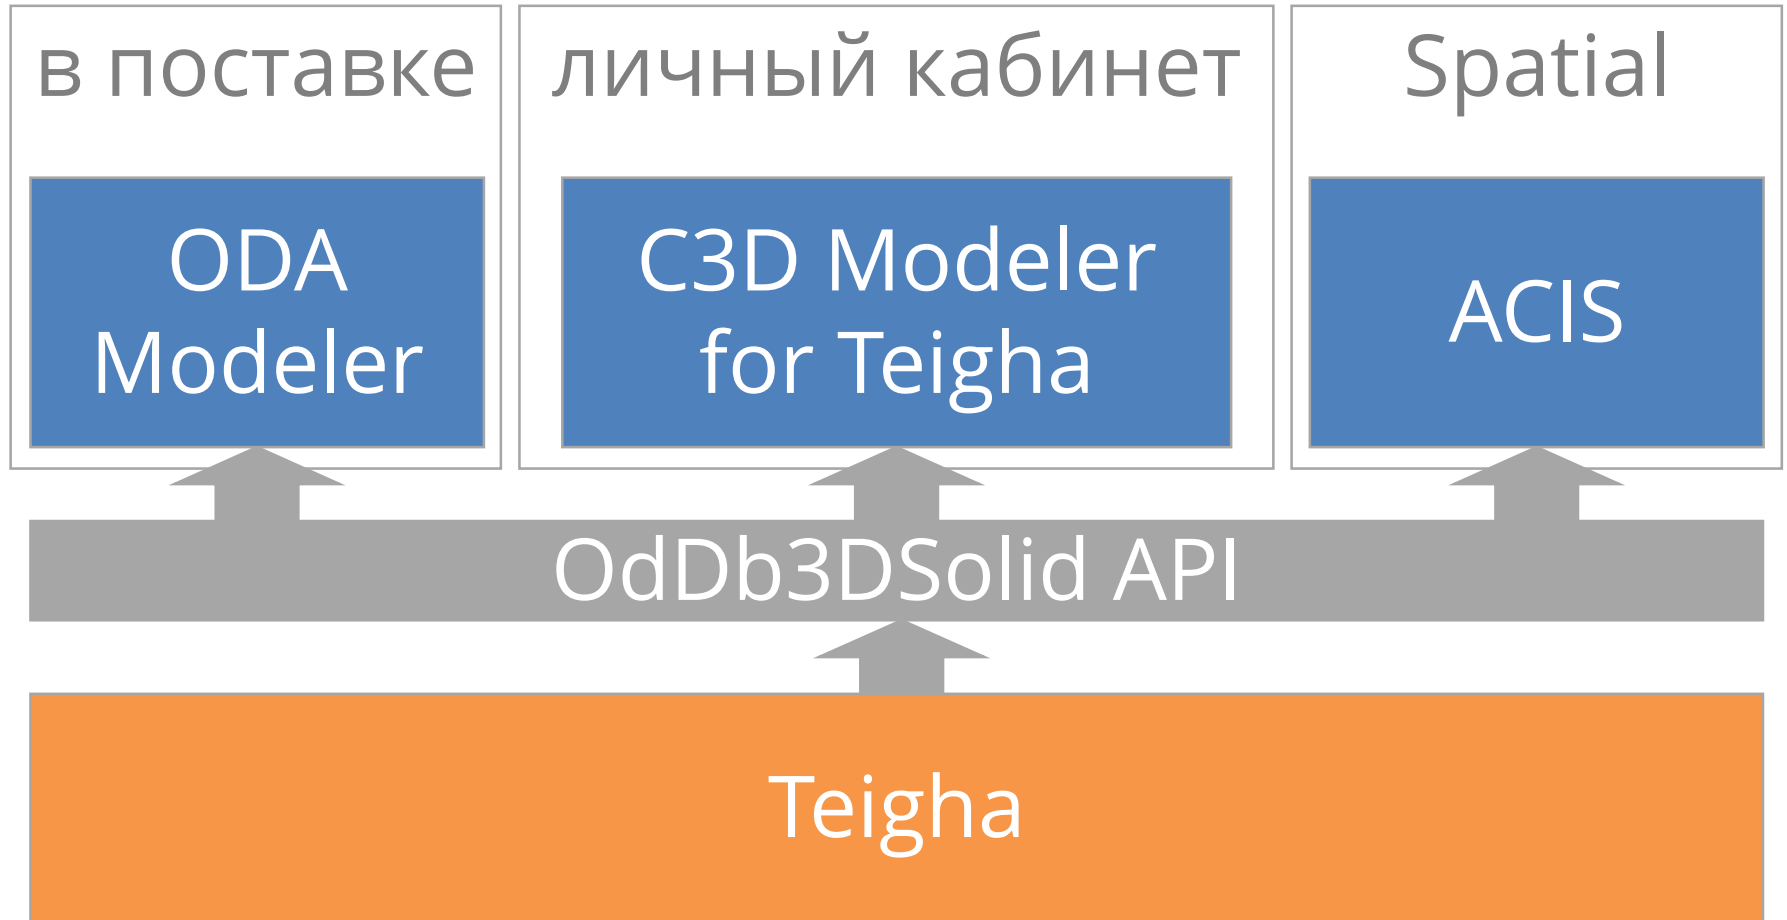 в поставке
личный кабинет
Spatial
ODA
Modeler
C3D Modeler
for Teigha
ACIS
OdDb3DSolid API
Teigha